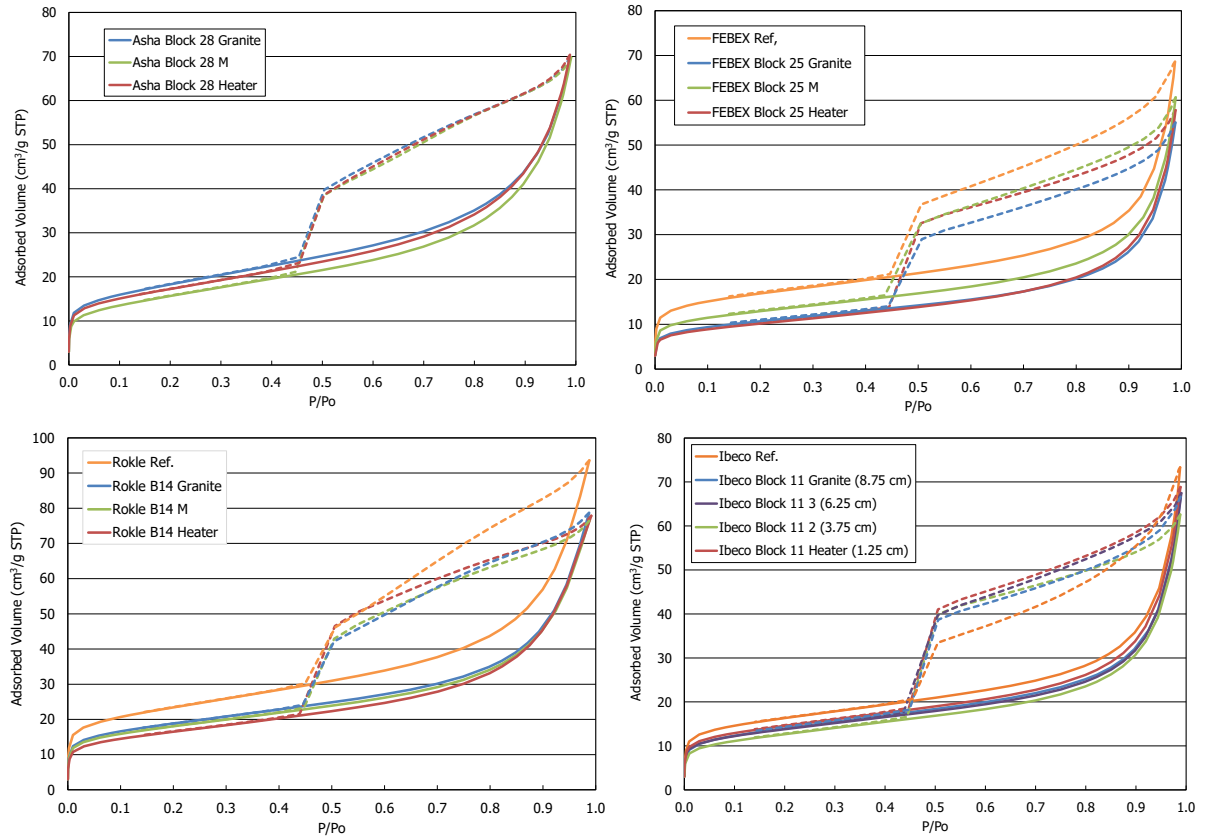 80
70
60
50
40
30
20
10
0
Adsorbed Volume (cm³/g STP)
Asha Block 28 Granite
Asha Block 28 M
Asha Block 28 Heater
0.0 0.1 0.2 0.3 0.4 0.5 0.6 0.7 0.8 0.9 1.0
P/Po
80
70
60
50
40
30
20
10
0
Adsorbed Volume (cm³/g STP)
FEBEX Ref,
FEBEX Block 25 Granite
FEBEX Block 25 M
FEBEX Block 25 Heater
0.0 0.1 0.2 0.3 0.4 0.5 0.6 0.7 0.8 0.9 1.0
P/Po
100
90
80
70
60
50
40
30
20
10
0
Adsorbed Volume (cm³/g STP)
Rokle Ref.
Rokle B14 Granite
Rokle B14 M
Rokle B14 Heater
0.0 0.1 0.2 0.3 0.4 0.5 0.6 0.7 0.8 0.9 1.0
P/Po
80
70
60
50
40
30
20
10
0
Adsorbed Volume (cm³/g STP)
Ibeco Ref.
Ibeco Block 11 Granite (8.75 cm)
Ibeco Block 11 3 (6.25 cm)
Ibeco Block 11 2 (3.75 cm)
Ibeco Block 11 Heater (1.25 cm)
0.0 0.1 0.2 0.3 0.4 0.5 0.6 0.7 0.8 0.9 1.0
P/Po